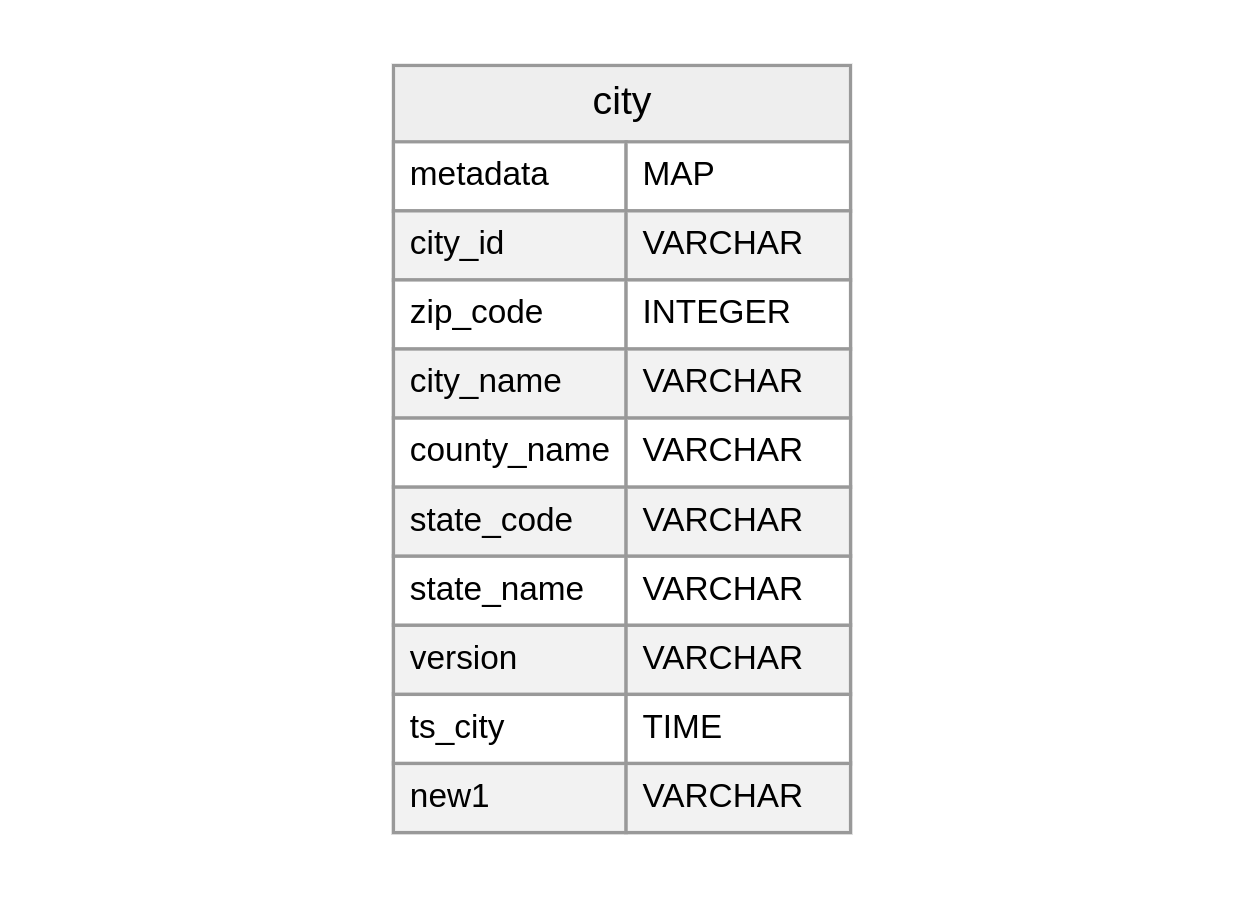 city
metadata MAP
city_id VARCHAR
zip_code INTEGER
city_name VARCHAR
county_name VARCHAR
state_code VARCHAR
state_name VARCHAR
version VARCHAR
ts_city TIME
new1 VARCHAR